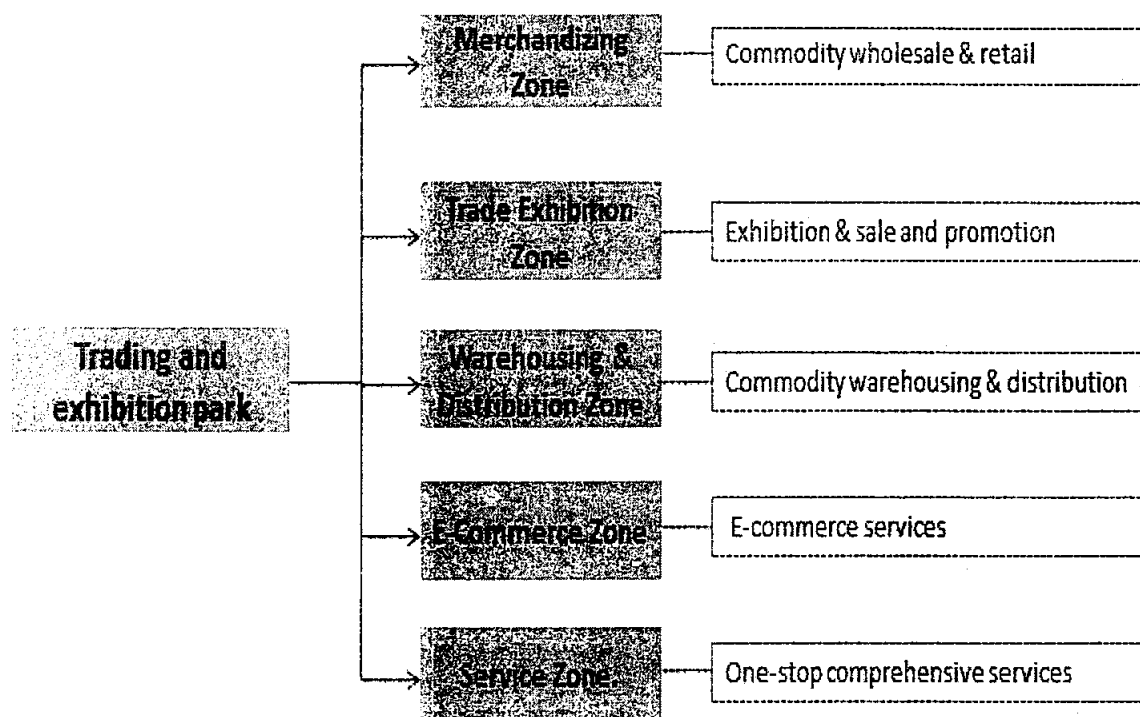 Merchandizing
Zone
Commodity wholesale & retail
Trade Exhibition
Zone
Exhibition & sale and promotion
Trading and
exhibition park
Warehousing &
Distribution Zone
Commodity warehousing & distribution
E-Commerce Zone
E-commerce services
Service Zone.
One-stop comprehensive services